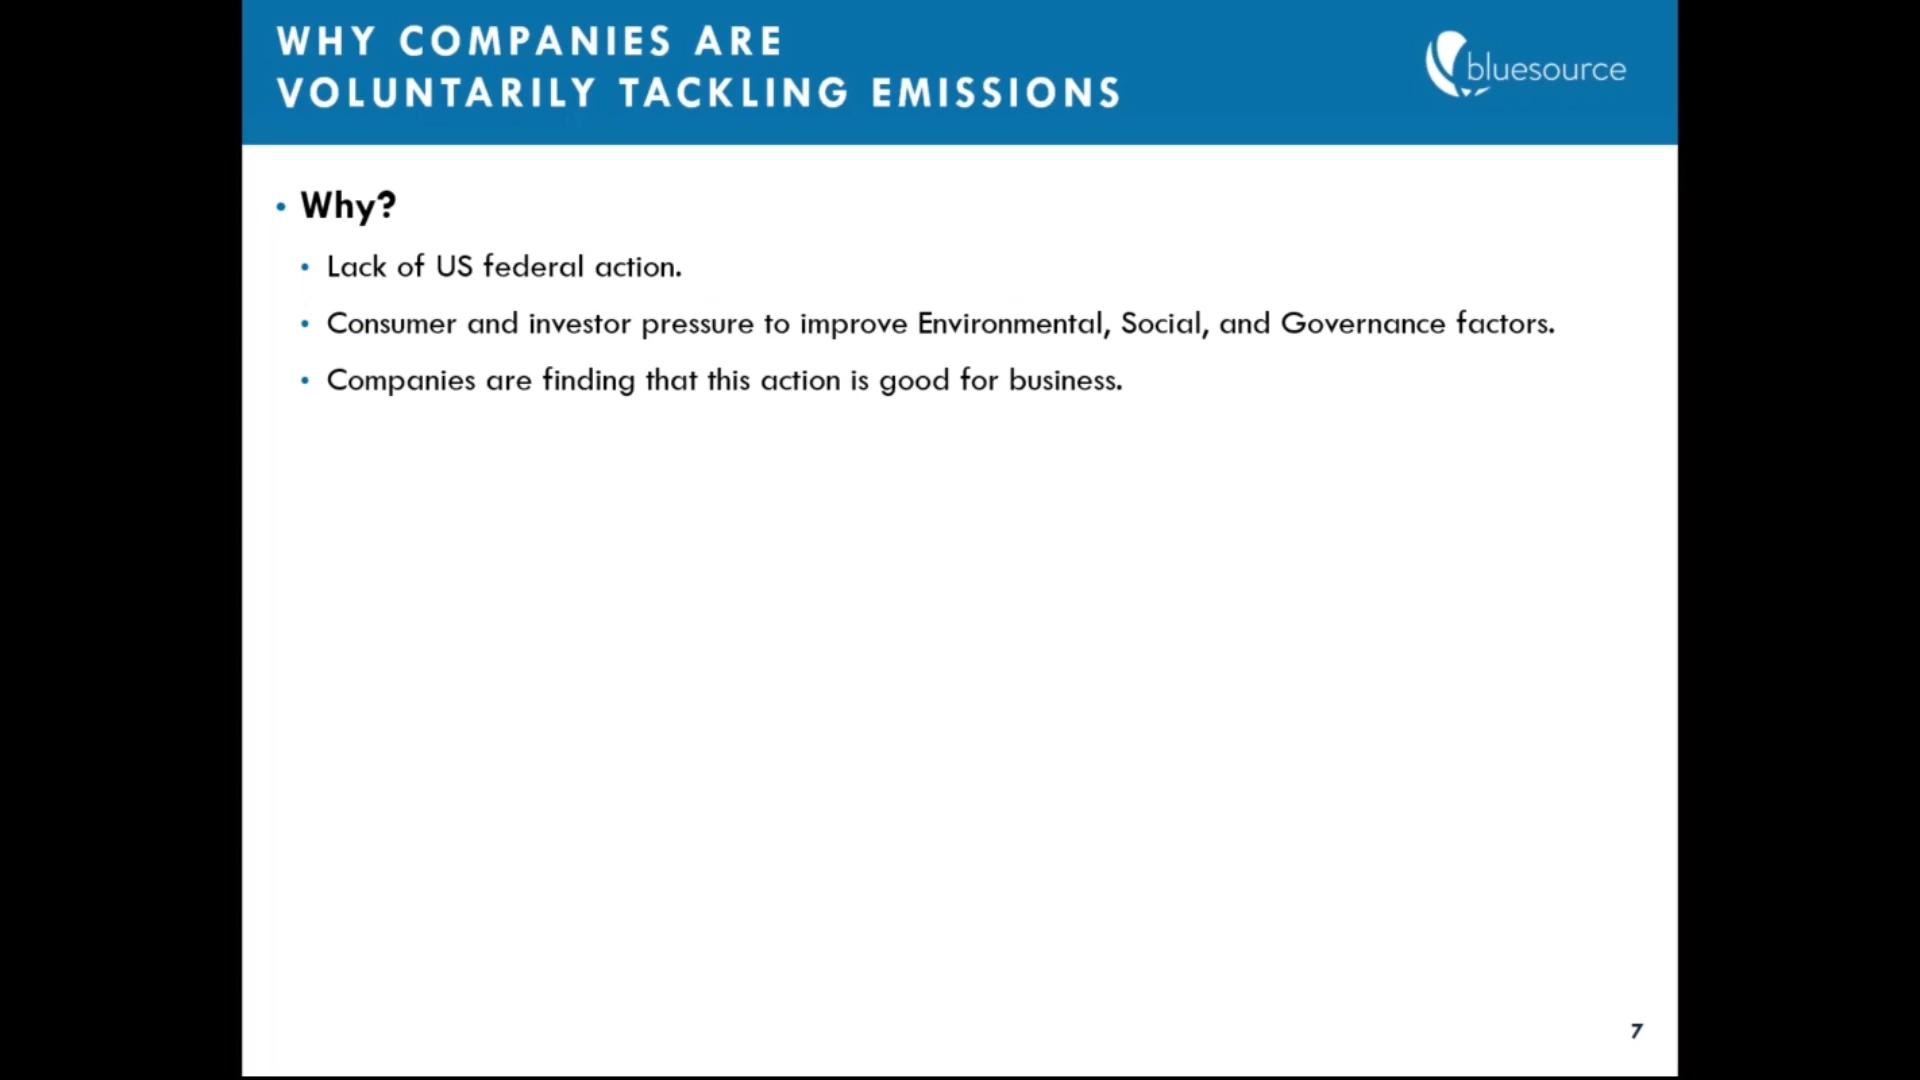 WHY COMPANIES ARE
VOLUNTARILY TACKLING EMISSIONS
bluesource
• Why?
• Lack of US federal action.
• Consumer and investor pressure to improve Environmental, Social, and Governance factors.
• Companies are finding that this action is good for business.
7